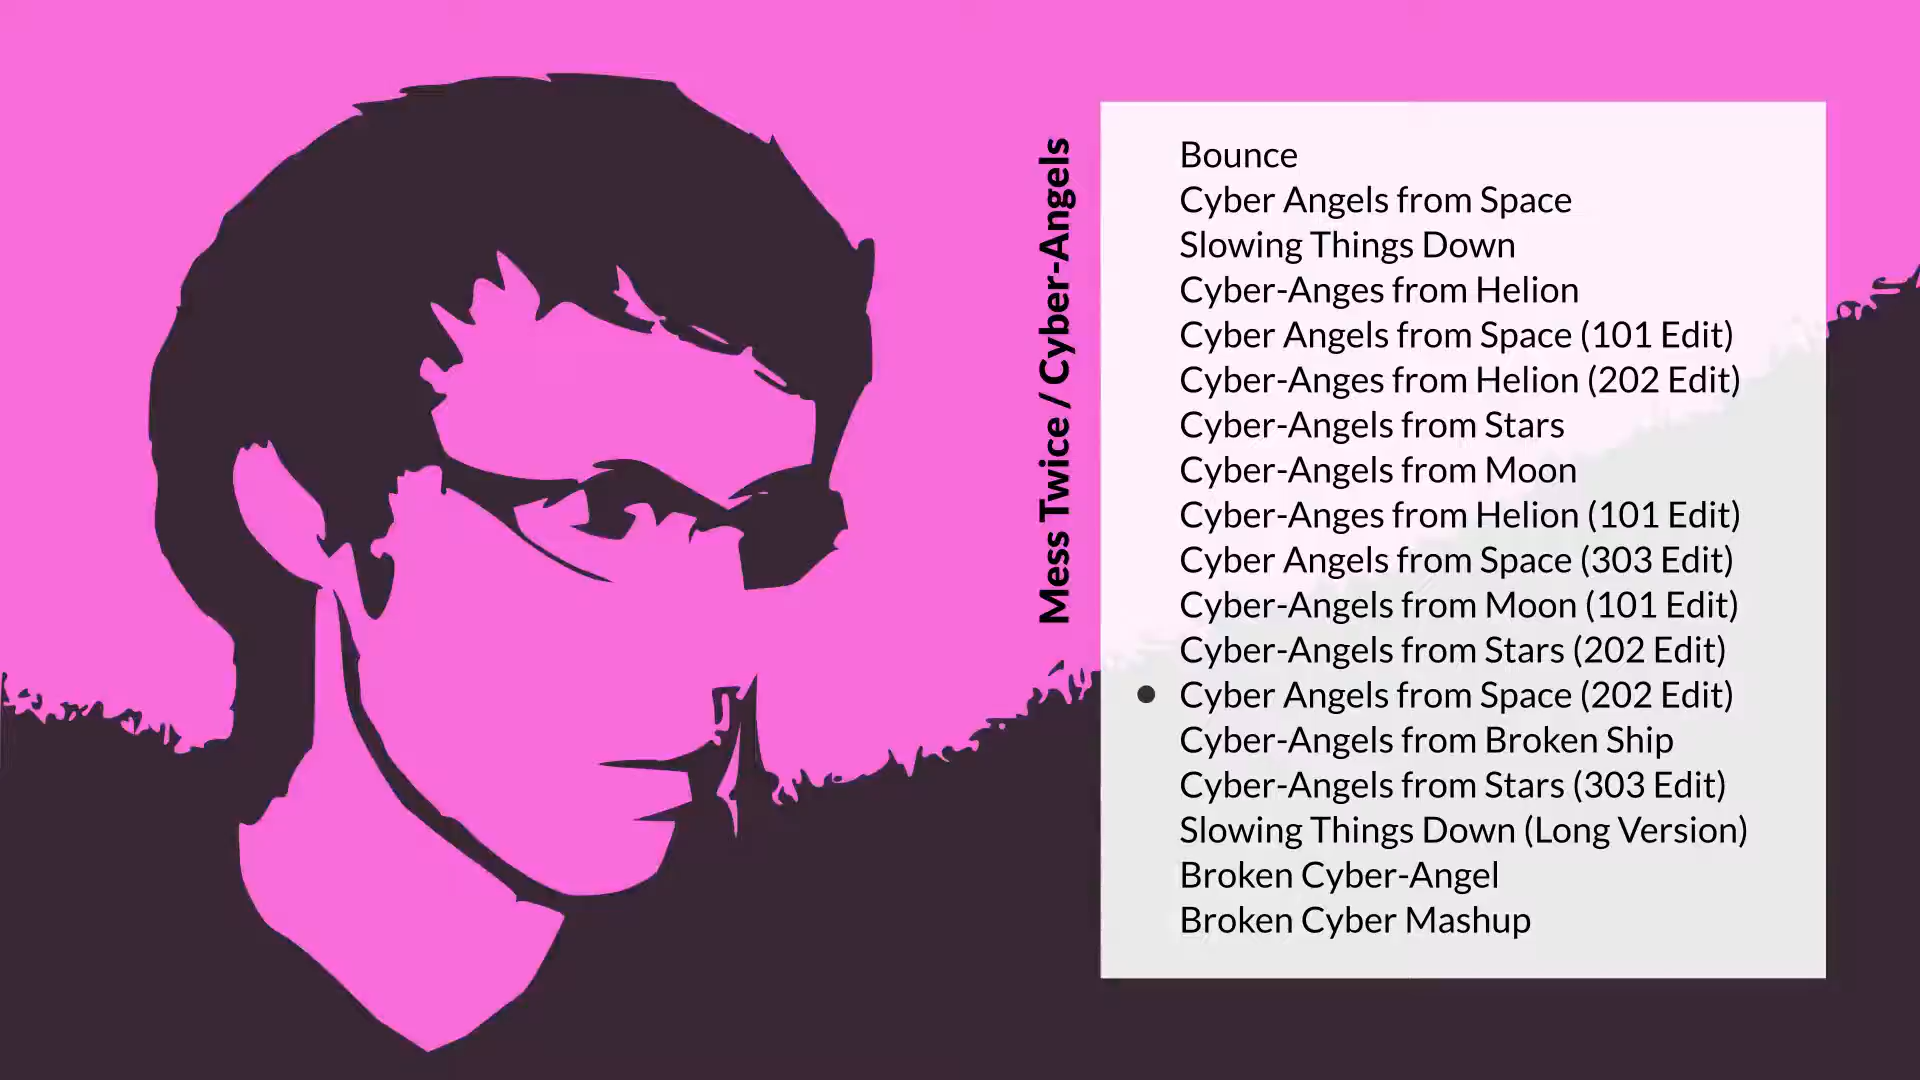 Mess Twice / Cyber-Angels
Bounce
Cyber Angels from Space
Slowing Things Down
Cyber-Anges from Helion
Cyber Angels from Space (101 Edit)
Cyber-Anges from Helion (202 Edit)
Cyber-Angels from Stars
Cyber-Angels from Moon
Cyber-Anges from Helion (101 Edit)
Cyber Angels from Space (303 Edit)
Cyber-Angels from Moon (101 Edit)
Cyber-Angels from Stars (202 Edit)
Cyber Angels from Space (202 Edit)
Cyber-Angels from Broken Ship
Cyber-Angels from Stars (303 Edit)
Slowing Things Down (Long Version)
Broken Cyber-Angel
Broken Cyber Mashup